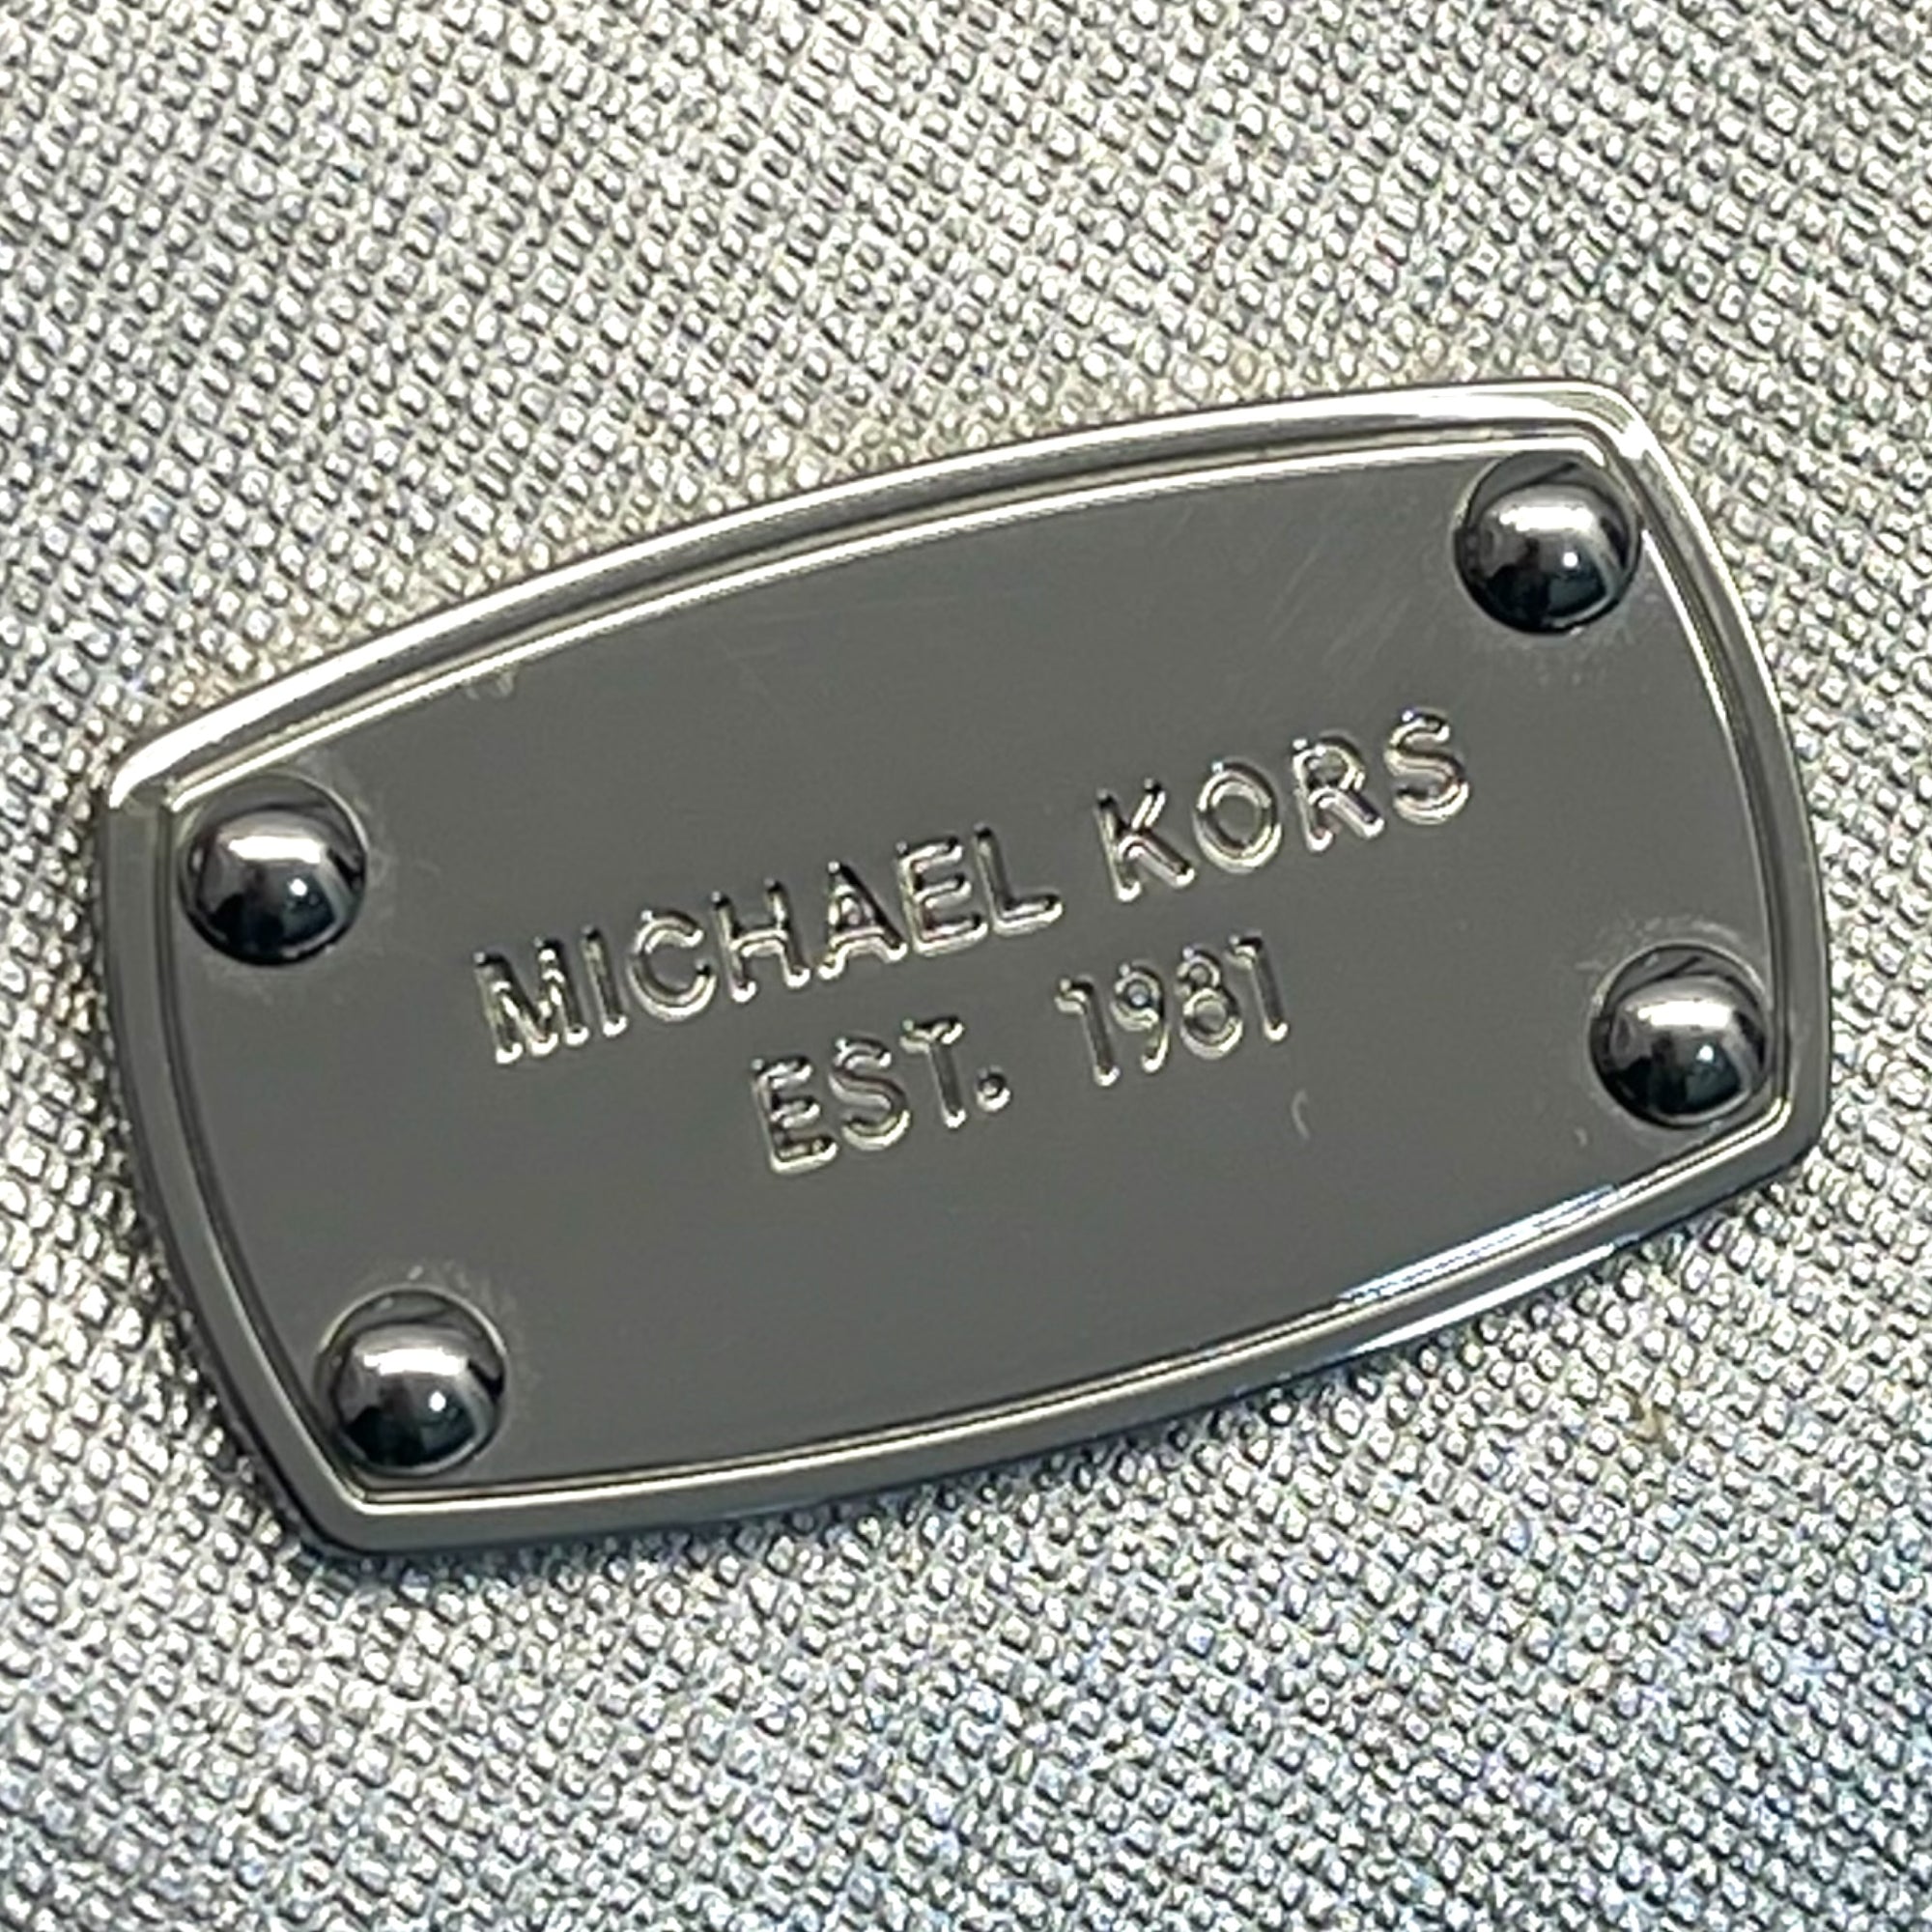 MICHAEL KORS
EST. 1981